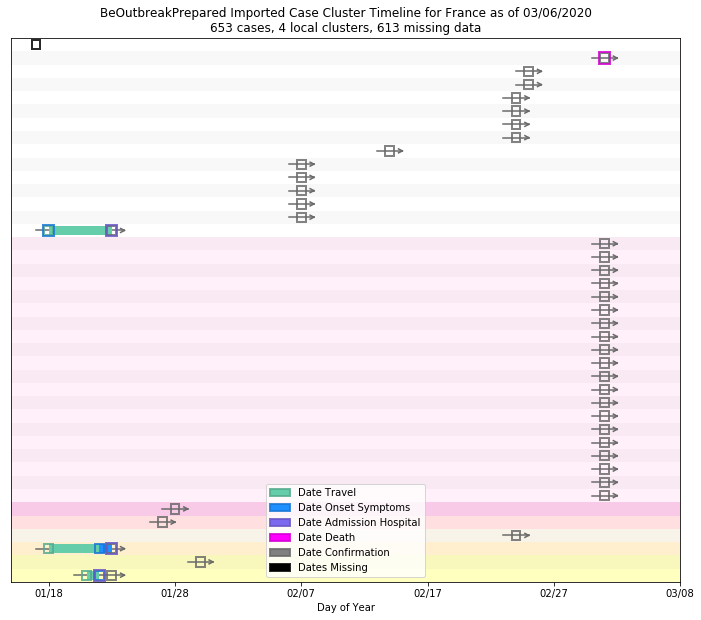 BeOutbreakPrepared Imported Case Cluster Timeline for France as of 03/06/2020
653 cases, 4 local clusters, 613 missing data
Date Travel
Date Onset Symptoms
Date Admission Hospital
Date Death
Date Confirmation
Dates Missing
01/18 01/28 02/07 02/17 02/27 03/08
Day of Year